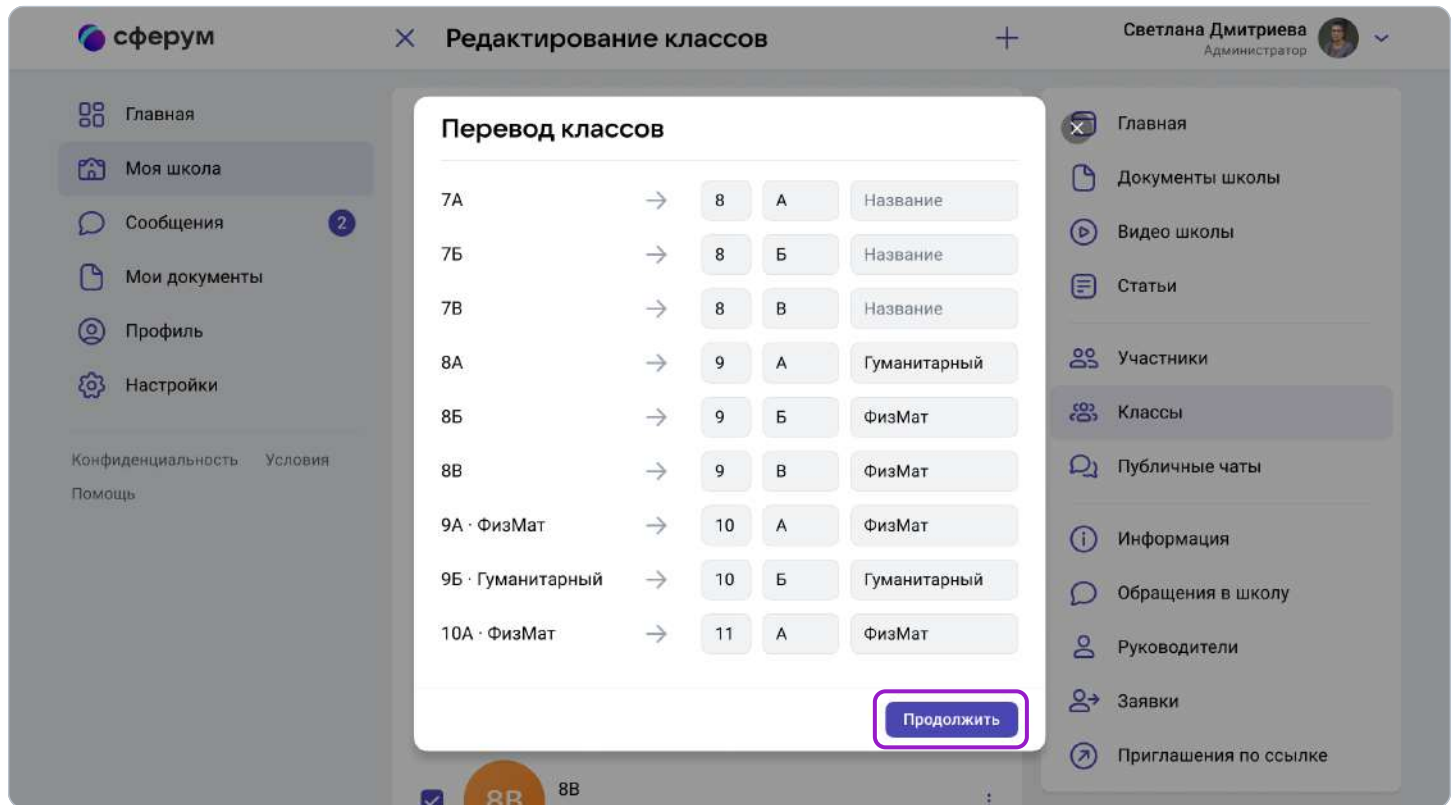 сферум
Редактирование классов
Светлана Дмитриева
Администратор
Главная
Моя школа
Сообщения 2
Мои документы
Профиль
Настройки
Конфиденциальность Условия
Помощь
Перевод классов
7А → 8 А Название
7Б → 8 Б Название
7В → 8 В Название
8А → 9 А Гуманитарный
8Б → 9 Б ФизМат
8В → 9 В ФизМат
9А · ФизМат → 10 А ФизМат
9Б · Гуманитарный → 10 Б Гуманитарный
10А · ФизМат → 11 А ФизМат
Продолжить
8В
8В
Главная
Документы школы
Видео школы
Статьи
Участники
Классы
Публичные чаты
Информация
Обращения в школу
Руководители
Заявки
Приглашения по ссылке